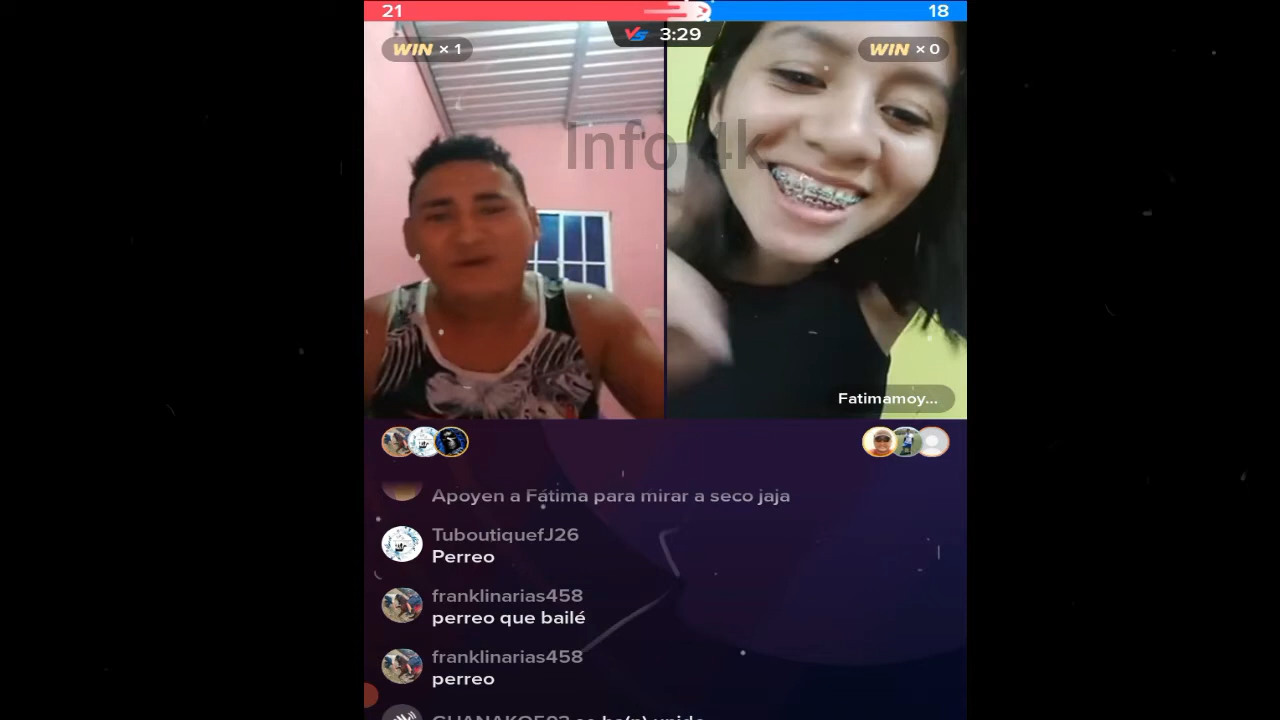 21
18
VS 3:29
WIN × 1
WIN × 0
Info 4k
Fatimamoy...
Apoyen a Fátima para mirar a seco jaja
TuboutiquefJ26
Perreo
franklinarias458
perreo que bailé
franklinarias458
perreo